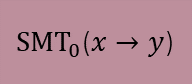 SMT₀(x → y)